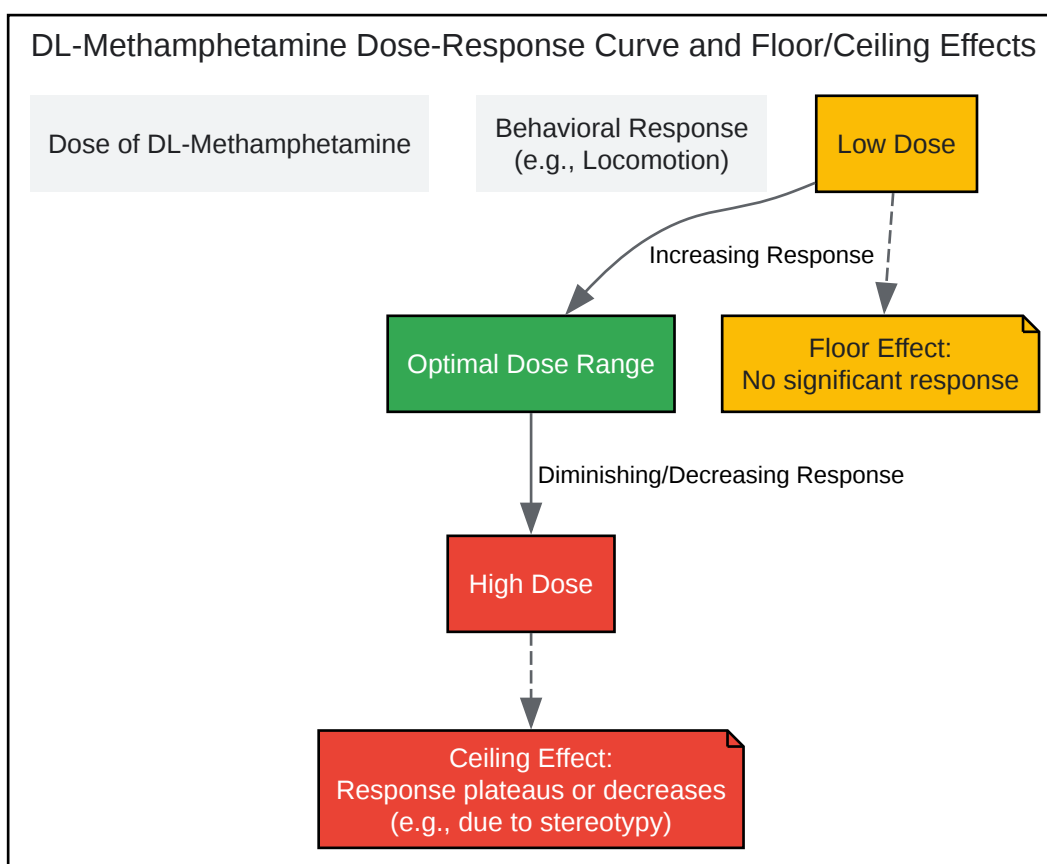 DL-Methamphetamine Dose-Response Curve and Floor/Ceiling Effects
Dose of DL-Methamphetamine
Behavioral Response
(e.g., Locomotion)
Low Dose
Increasing Response
Optimal Dose Range
Floor Effect:
No significant response
Diminishing/Decreasing Response
High Dose
Ceiling Effect:
Response plateaus or decreases
(e.g., due to stereotypy)